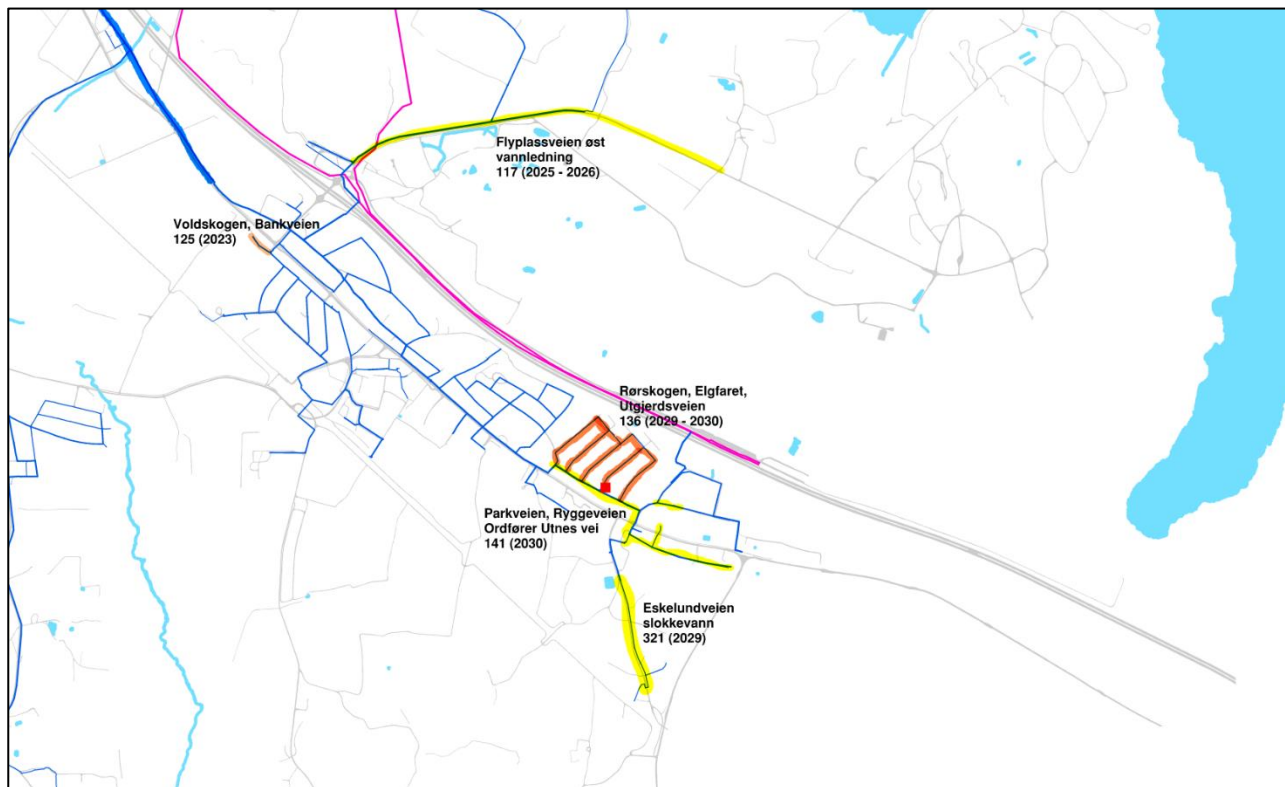 Flyplassveien øst
vannledning
117 (2025 - 2026)
Voldskogen, Bankveien
125 (2023)
Rørskogen, Elgfaret,
Utgjerdsveien
136 (2029 - 2030)
Parkveien, Ryggeveien
Ordfører Utnes vei
141 (2030)
Eskelundveien
slokkevann
321 (2029)